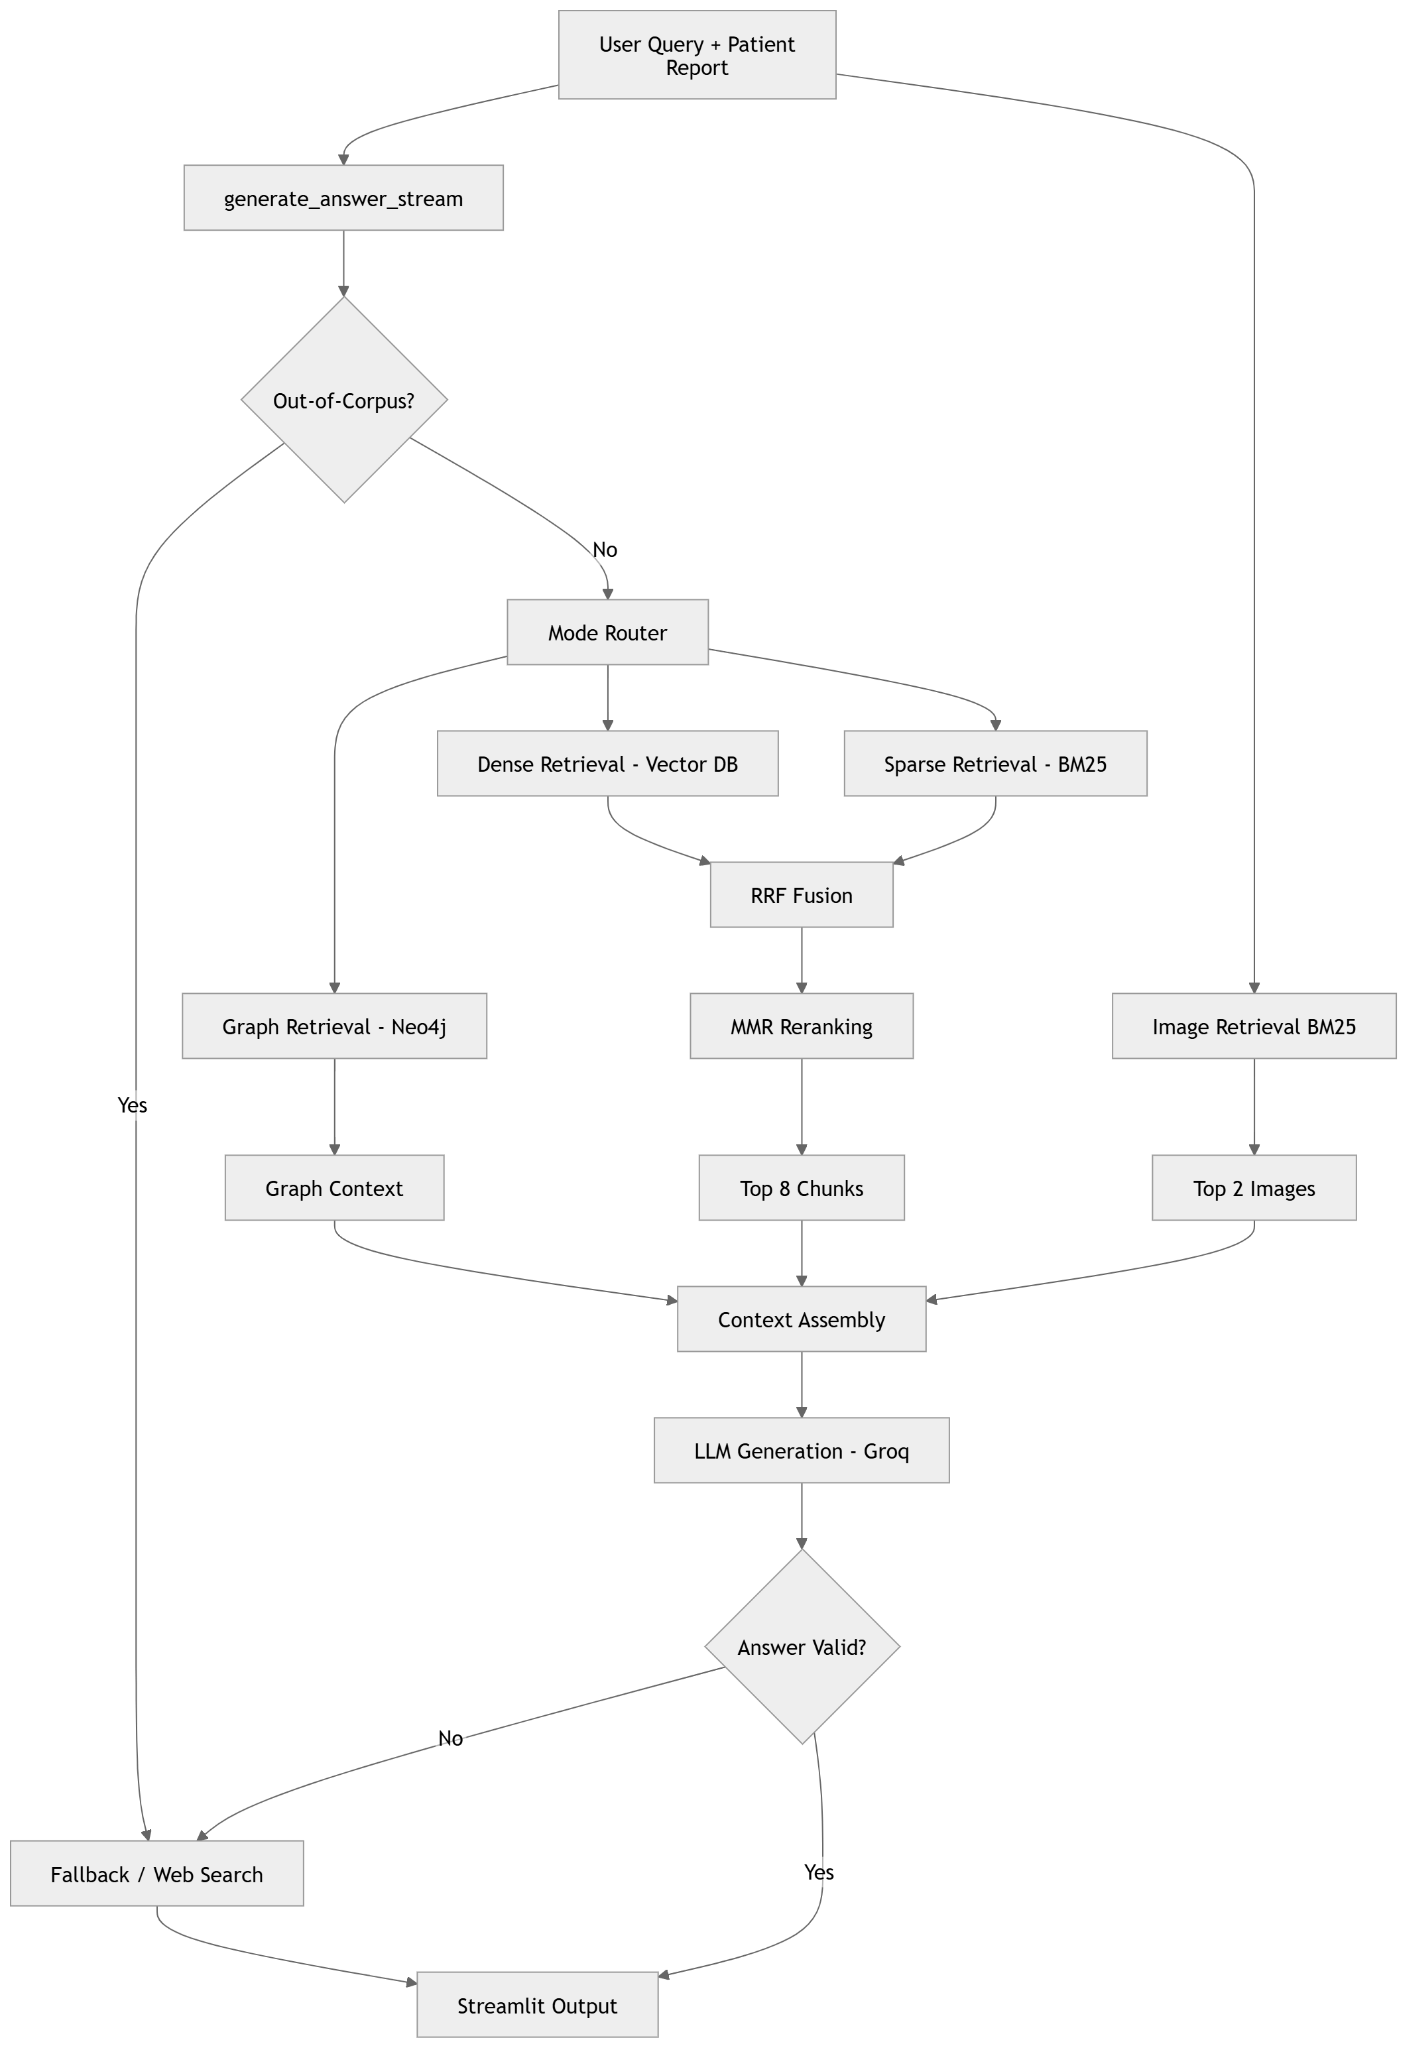 User Query + Patient
Report
generate_answer_stream
Out-of-Corpus?
No
Mode Router
Dense Retrieval - Vector DB
Sparse Retrieval - BM25
RRF Fusion
Graph Retrieval - Neo4j
MMR Reranking
Image Retrieval BM25
Yes
Graph Context
Top 8 Chunks
Top 2 Images
Context Assembly
LLM Generation - Groq
Answer Valid?
No
Fallback / Web Search
Yes
Streamlit Output